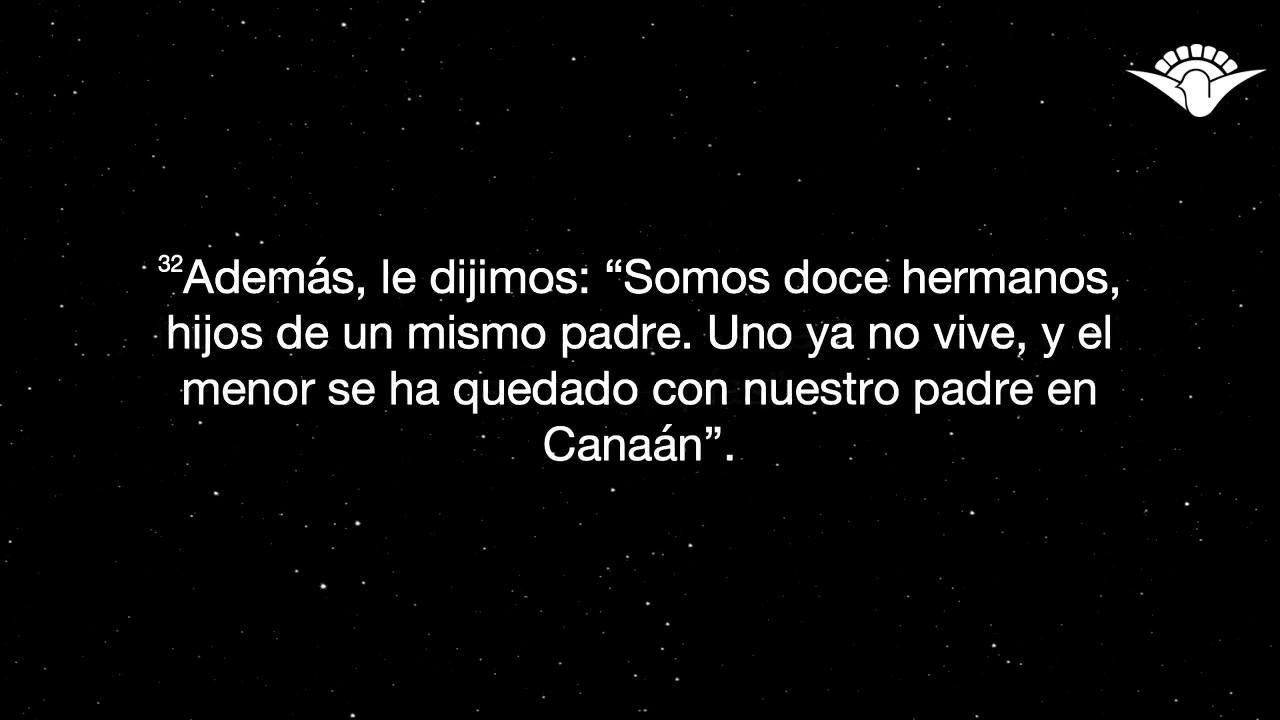 32Además, le dijimos: “Somos doce hermanos,
hijos de un mismo padre. Uno ya no vive, y el
menor se ha quedado con nuestro padre en
Canaán”.